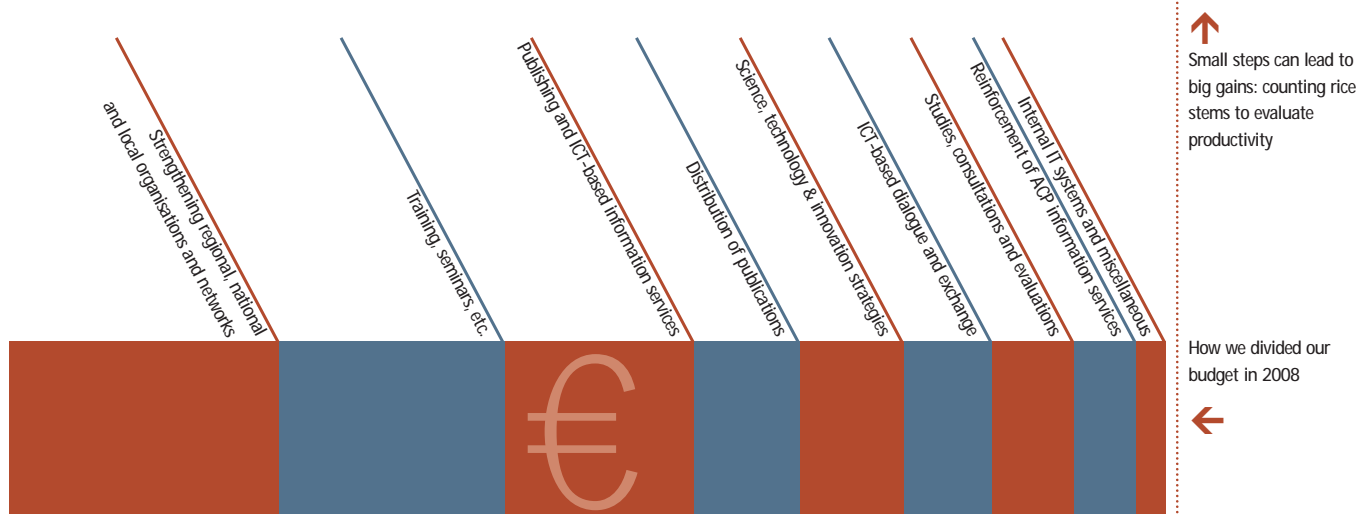 Strengthening regional, national
and local organisations and networks
Training, seminars, etc.
Publishing and ICT-based information services
Distribution of publications
Science, technology & innovation strategies
ICT-based dialogue and exchange
Studies, consultations and evaluations
Reinforcement of ACP information services
Internal IT systems and miscellaneous
€
Small steps can lead to
big gains: counting rice
stems to evaluate
productivity
How we divided our
budget in 2008